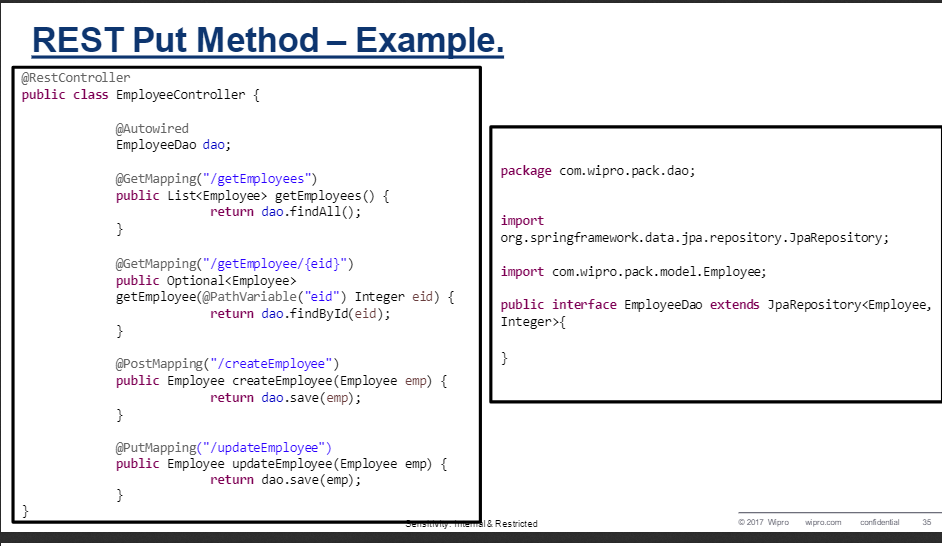 REST Put Method – Example.
@RestController
public class EmployeeController {
@Autowired
EmployeeDao dao;
@GetMapping("/getEmployees")
public List<Employee> getEmployees() {
return dao.findAll();
}
@GetMapping("/getEmployee/{eid}")
public Optional<Employee>
getEmployee(@PathVariable("eid") Integer eid) {
return dao.findById(eid);
}
@PostMapping("/createEmployee")
public Employee createEmployee(Employee emp) {
return dao.save(emp);
}
@PutMapping("/updateEmployee")
public Employee updateEmployee(Employee emp) {
return dao.save(emp);
}
}
package com.wipro.pack.dao;
import
org.springframework.data.jpa.repository.JpaRepository;
import com.wipro.pack.model.Employee;
public interface EmployeeDao extends JpaRepository<Employee,
Integer>{
}
Sensitivity: Internal & Restricted
© 2017 Wipro wipro.com confidential 35